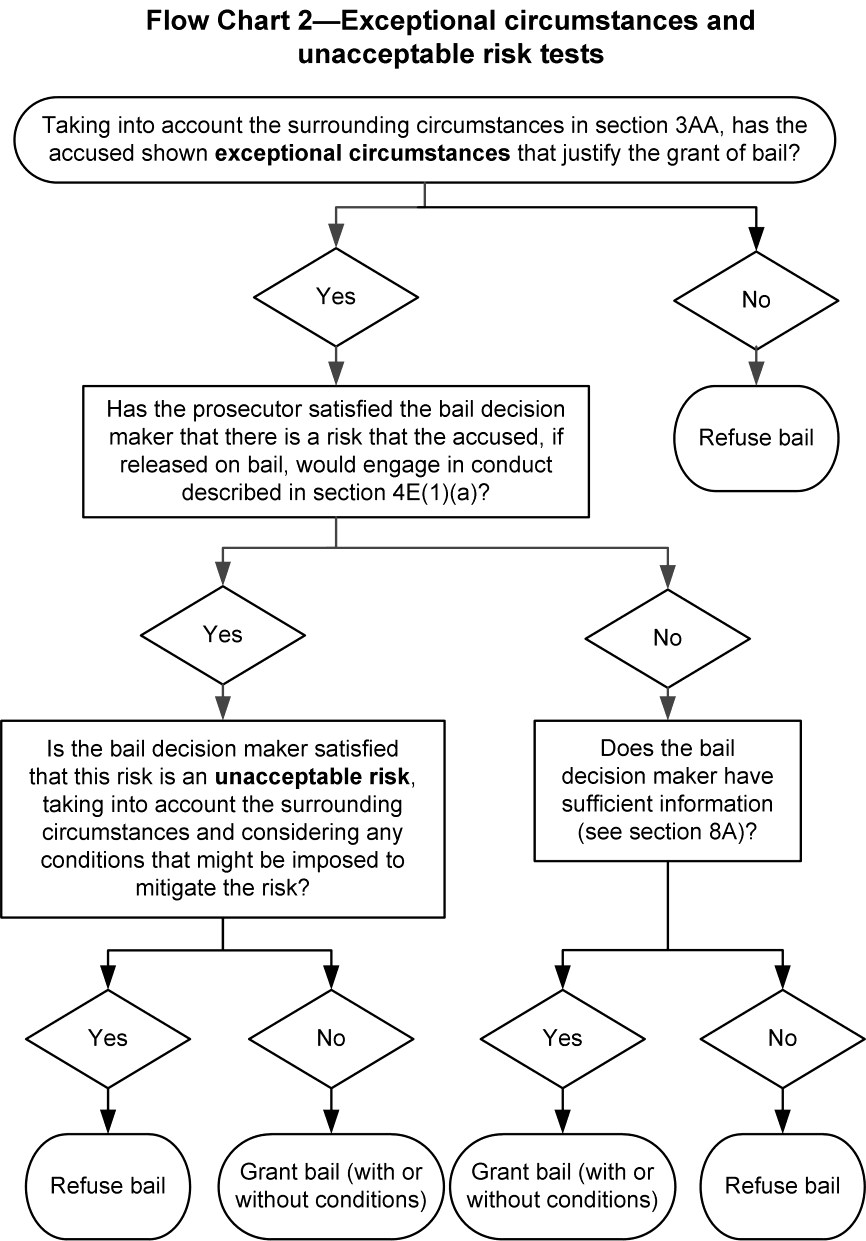 Flow Chart 2—Exceptional circumstances and
unacceptable risk tests
Taking into account the surrounding circumstances in section 3AA, has the
accused shown exceptional circumstances that justify the grant of bail?
Yes
No
Has the prosecutor satisfied the bail decision
maker that there is a risk that the accused, if
released on bail, would engage in conduct
described in section 4E(1)(a)?
Refuse bail
Yes
No
Is the bail decision maker satisfied
that this risk is an unacceptable risk,
taking into account the surrounding
circumstances and considering any
conditions that might be imposed to
mitigate the risk?
Does the bail
decision maker have
sufficient information
(see section 8A)?
Yes
No
Yes
No
Refuse bail
Grant bail (with or
without conditions)
Grant bail (with or
without conditions)
Refuse bail